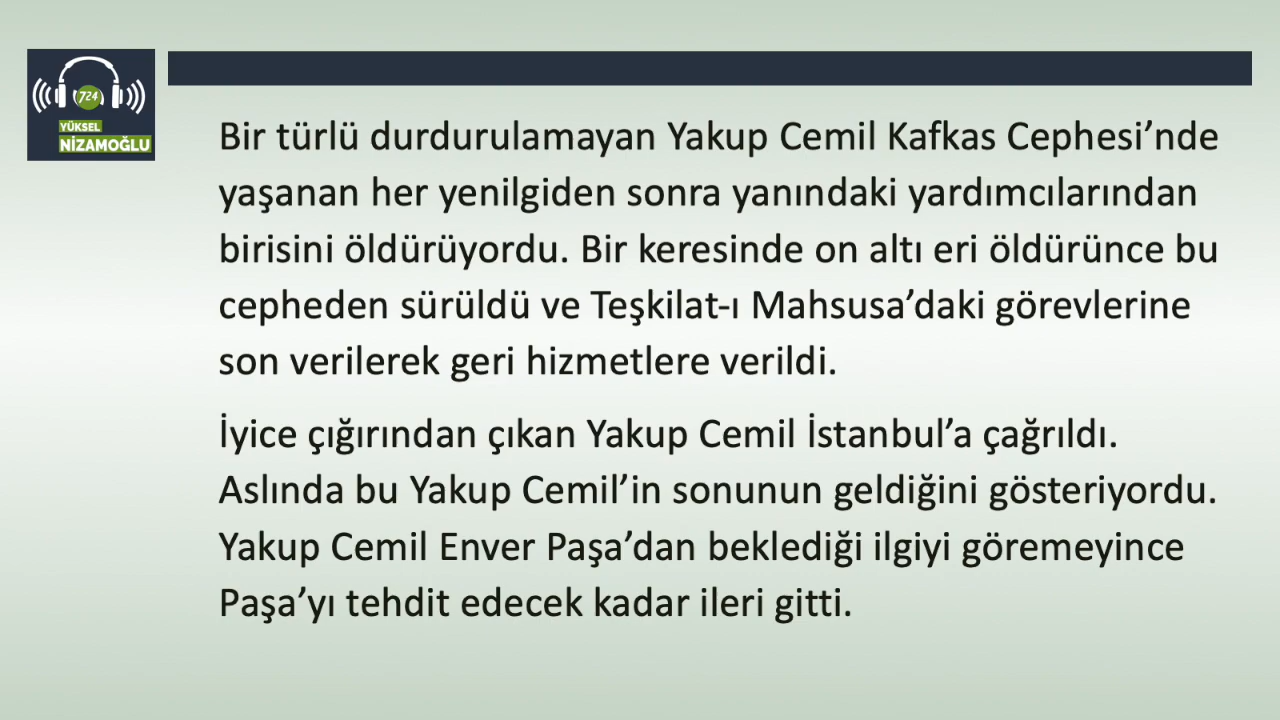 724
YÜKSEL
NİZAMOĞLU
Bir türlü durdurulamayan Yakup Cemil Kafkas Cephesi’nde
yaşanan her yenilgiden sonra yanındaki yardımcılarından
birisini öldürüyordu. Bir keresinde on altı eri öldürünce bu
cepheden sürüldü ve Teşkilat-ı Mahsusa’daki görevlerine
son verilerek geri hizmetlere verildi.
İyice çığırından çıkan Yakup Cemil İstanbul’a çağrıldı.
Aslında bu Yakup Cemil’in sonunun geldiğini gösteriyordu.
Yakup Cemil Enver Paşa’dan beklediği ilgiyi göremeyince
Paşa’yı tehdit edecek kadar ileri gitti.